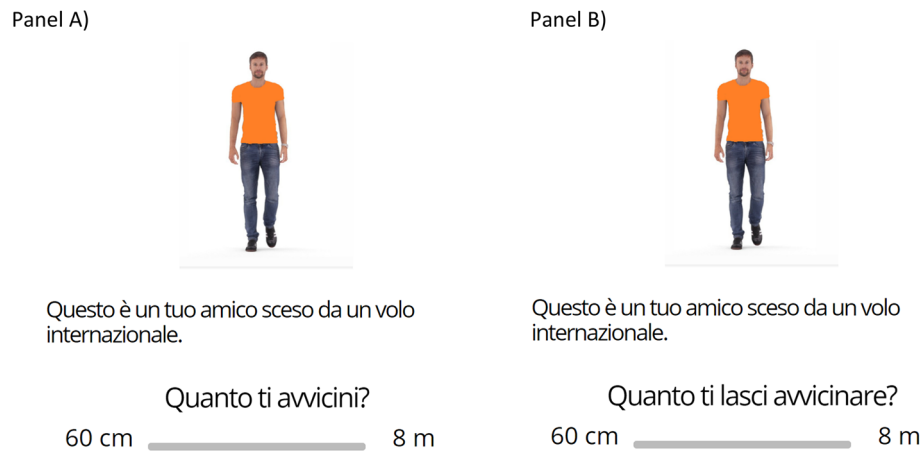 Panel A)
Questo è un tuo amico sceso da un volo
internazionale.
Quanto ti avvicini?
60 cm 8 m
Panel B)
Questo è un tuo amico sceso da un volo
internazionale.
Quanto ti lasci avvicinare?
60 cm 8 m